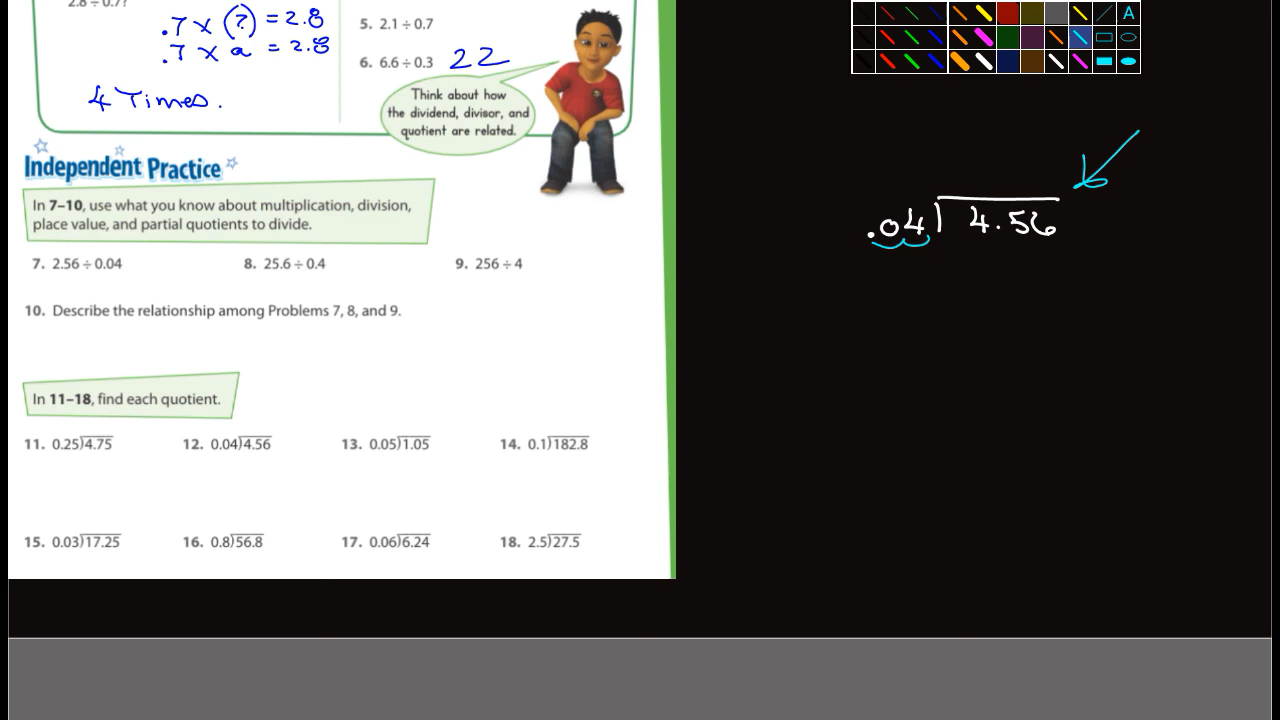 2.8 ÷ 0.7?
.7 x (?) = 2.8
.7 x a = 2.8
4 Times.
5. 2.1 ÷ 0.7
6. 6.6 ÷ 0.3 22
Think about how
the dividend, divisor, and
quotient are related.
Independent Practice
In 7–10, use what you know about multiplication, division,
place value, and partial quotients to divide.
7. 2.56 ÷ 0.04 8. 25.6 ÷ 0.4 9. 256 ÷ 4
10. Describe the relationship among Problems 7, 8, and 9.
In 11–18, find each quotient.
11. 0.25)4.75 12. 0.04)4.56 13. 0.05)1.05 14. 0.1)182.8
15. 0.03)17.25 16. 0.8)56.8 17. 0.06)6.24 18. 2.5)27.5
A
.04)4.56